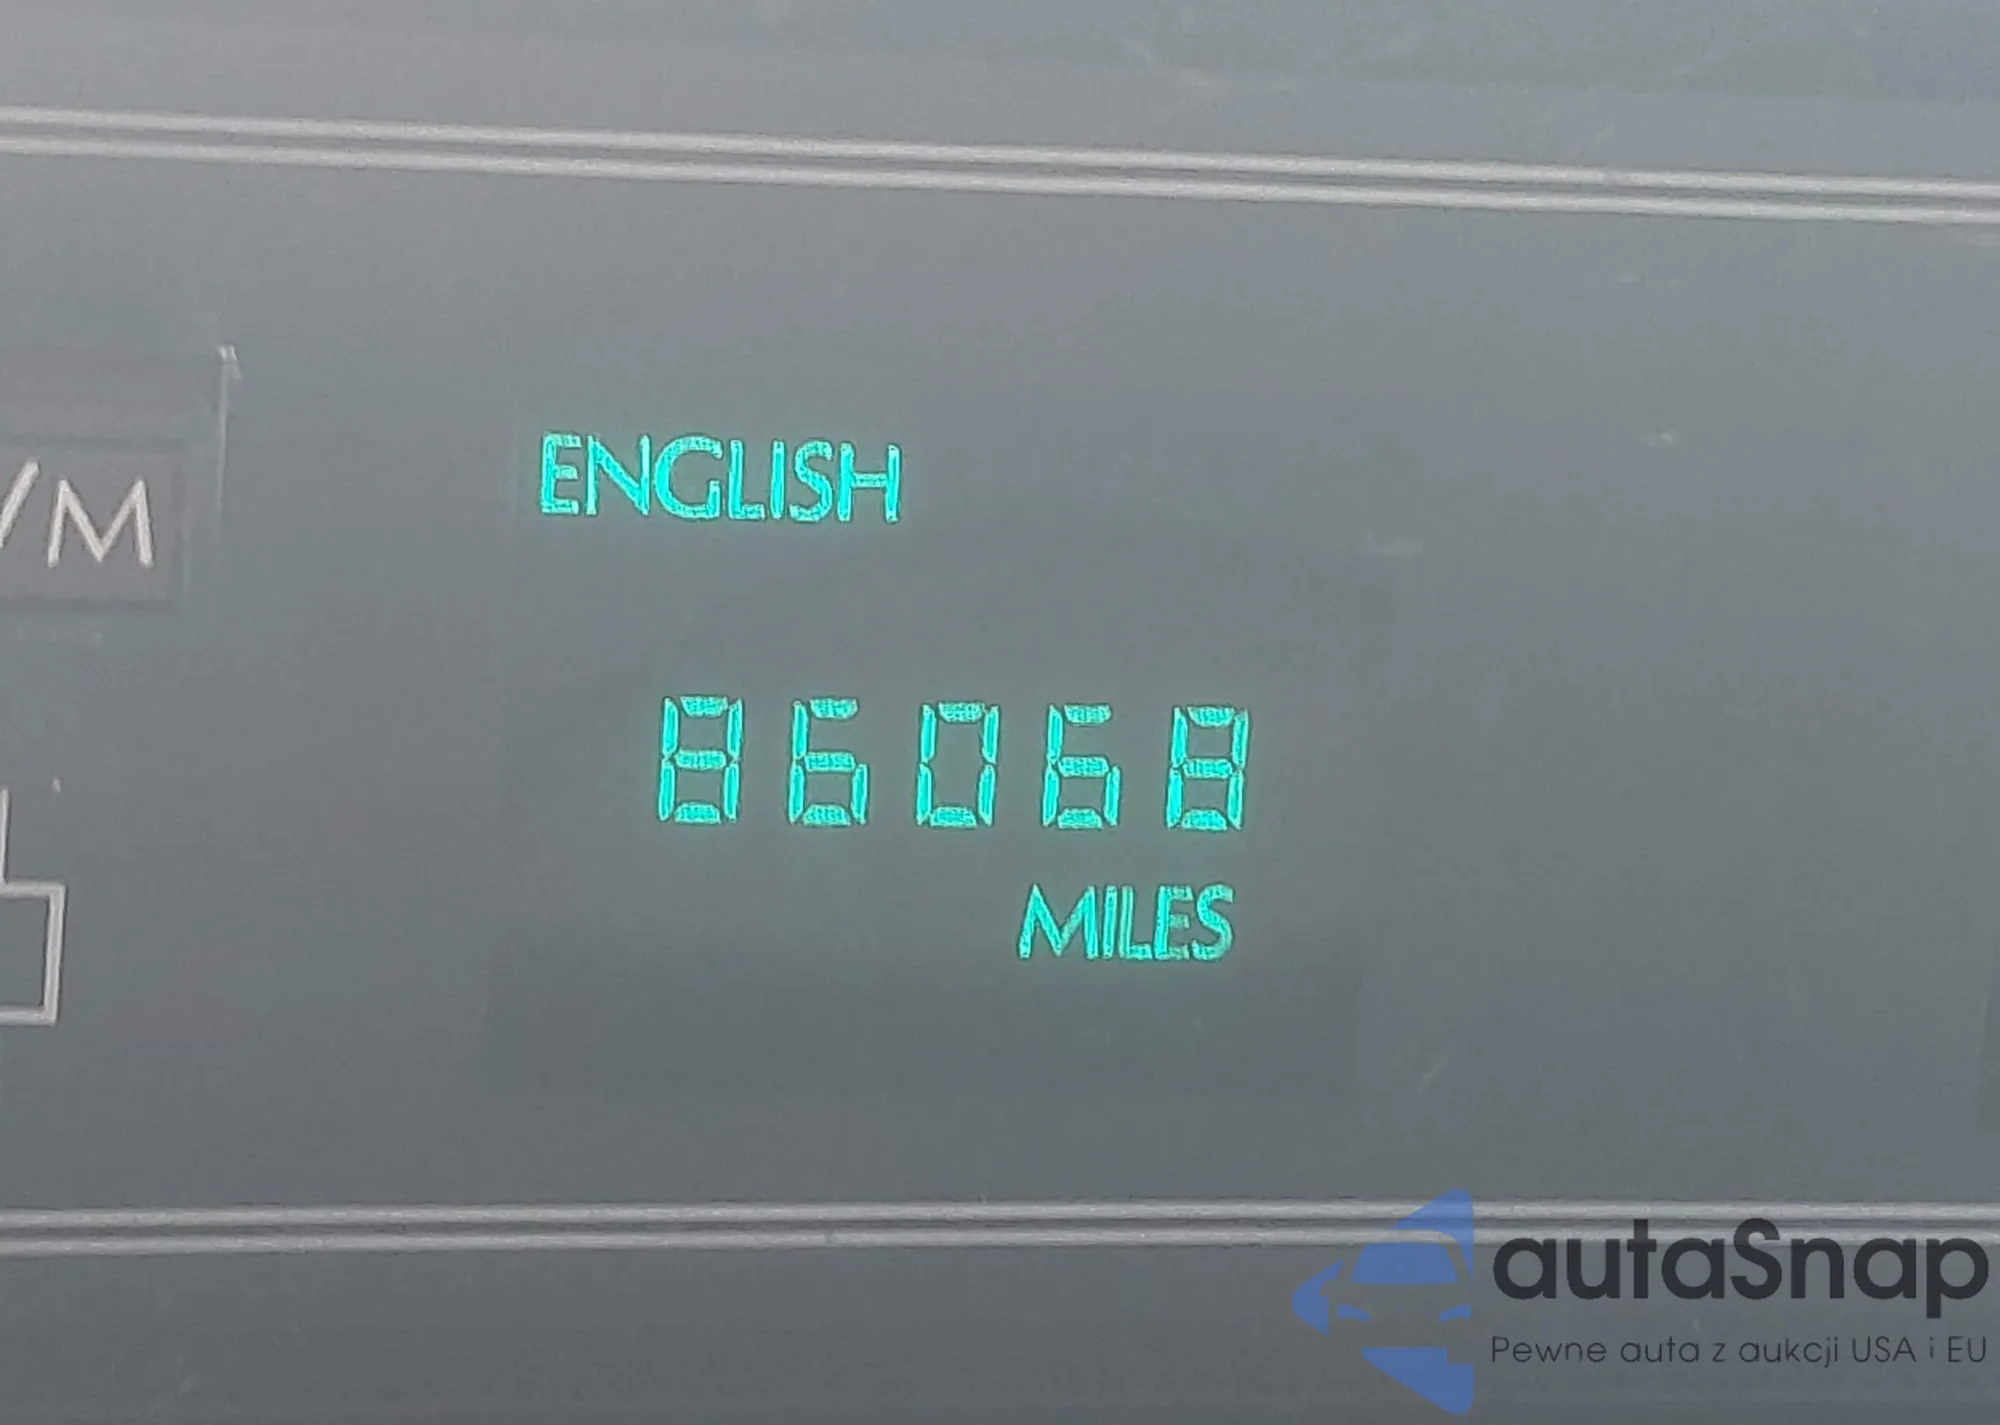 ENGLISH
/M
86068
MILES
autaSnap
Pewne auta z aukcji USA i EU